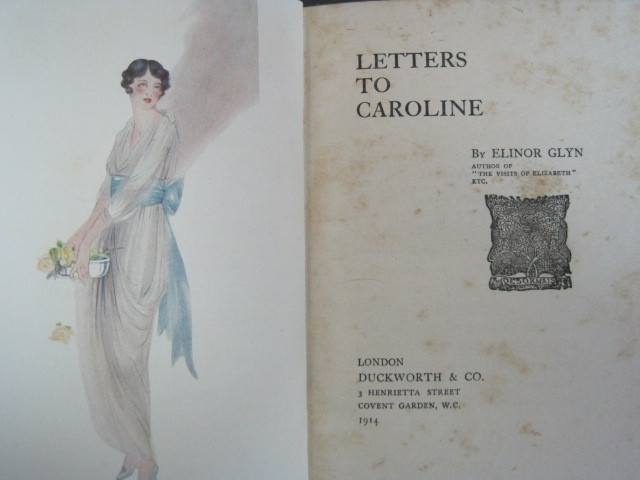 LETTERS
TO
CAROLINE
By ELINOR GLYN
AUTHOR OF
"THE VISITS OF ELIZABETH"
ETC.
LONDON
DUCKWORTH & CO.
3 HENRIETTA STREET
COVENT GARDEN, W.C.
1914